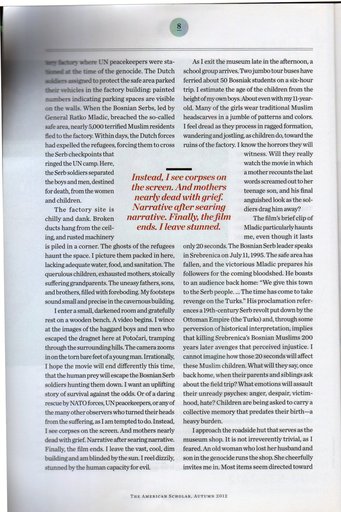 8
tery factory where UN peacekeepers were sta-
tioned at the time of the genocide. The Dutch
soldiers assigned to protect the safe area parked
their vehicles in the factory building: painted
numbers indicating parking spaces are visible
on the walls. When the Bosnian Serbs, led by
General Ratko Mladic, breached the so-called
safe area, nearly 5,000 terrified Muslim residents
fled to the factory. Within days, the Dutch forces
had expelled the refugees, forcing them to cross
the Serb checkpoints that
ringed the UN camp. Here,
the Serb soldiers separated
the boys and men, destined
for death, from the women
and children.
The factory site is
chilly and dank. Broken
ducts hang from the ceil-
ing, and rusted machinery
is piled in a corner. The ghosts of the refugees
haunt the space. I picture them packed in here,
lacking adequate water, food, and sanitation. The
querulous children, exhausted mothers, stoically
suffering grandparents. The uneasy fathers, sons,
and brothers, filled with foreboding. My footsteps
sound small and precise in the cavernous building.
I enter a small, darkened room and gratefully
rest on a wooden bench. A video begins. I wince
at the images of the haggard boys and men who
escaped the dragnet here at Potočari, tramping
through the surrounding hills. The camera zooms
in on the torn bare feet of a young man. Irrationally,
I hope the movie will end differently this time,
that the human prey will escape the Bosnian Serb
soldiers hunting them down. I want an uplifting
story of survival against the odds. Or of a daring
rescue by NATO forces, UN peacekeepers, or any of
the many other observers who turned their heads
from the suffering, as I am tempted to do. Instead,
I see corpses on the screen. And mothers nearly
dead with grief. Narrative after searing narrative.
Finally, the film ends. I leave the vast, cool, dim
building and am blinded by the sun. I reel dizzily,
stunned by the human capacity for evil.
Instead, I see corpses on
the screen. And mothers
nearly dead with grief.
Narrative after searing
narrative. Finally, the film
ends. I leave stunned.
As I exit the museum late in the afternoon, a
school group arrives. Two jumbo tour buses have
ferried about 50 Bosniak students on a six-hour
trip. I estimate the age of the children from the
height of my own boys. About even with my 11-year-
old. Many of the girls wear traditional Muslim
headscarves in a jumble of patterns and colors.
I feel dread as they process in ragged formation,
wandering and jostling, as children do, toward the
ruins of the factory. I know the horrors they will
witness. Will they really
watch the movie in which
a mother recounts the last
words screamed out to her
teenage son, and his final
anguished look as the sol-
diers drag him away?
The film's brief clip of
Mladic particularly haunts
me, even though it lasts
only 20 seconds. The Bosnian Serb leader speaks
in Srebrenica on July 11, 1995. The safe area has
fallen, and the victorious Mladic prepares his
followers for the coming bloodshed. He boasts
to an audience back home: "We give this town
to the Serb people ... The time has come to take
revenge on the Turks." His proclamation refer-
ences a 19th-century Serb revolt put down by the
Ottoman Empire (the Turks) and, through some
perversion of historical interpretation, implies
that killing Srebrenica's Bosnian Muslims 200
years later avenges that perceived injustice. I
cannot imagine how those 20 seconds will affect
these Muslim children. What will they say, once
back home, when their parents and siblings ask
about the field trip? What emotions will assault
their unready psyches: anger, despair, victim-
hood, hate? Children are being asked to carry a
collective memory that predates their birth—a
heavy burden.
I approach the roadside hut that serves as the
museum shop. It is not irreverently trivial, as I
feared. An old woman who lost her husband and
son in the genocide runs the shop. She cheerfully
invites me in. Most items seem directed toward
THE AMERICAN SCHOLAR, AUTUMN 2012